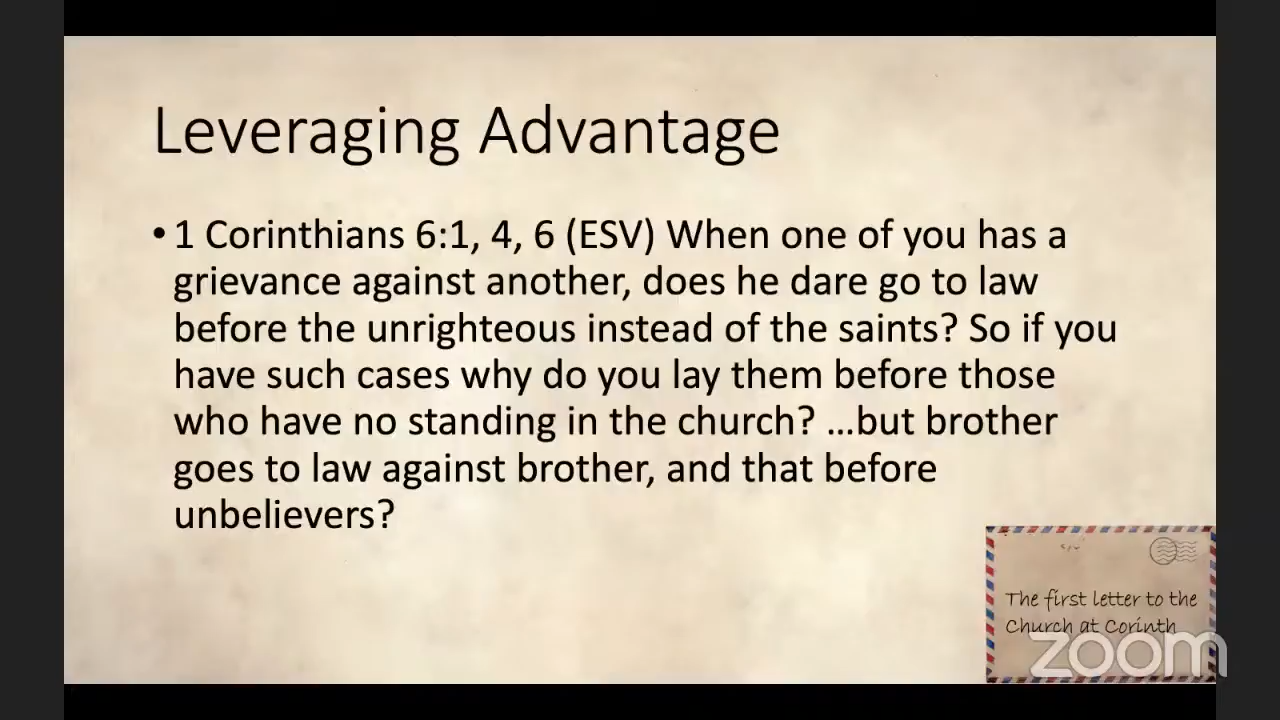 Leveraging Advantage
• 1 Corinthians 6:1, 4, 6 (ESV) When one of you has a
grievance against another, does he dare go to law
before the unrighteous instead of the saints? So if you
have such cases why do you lay them before those
who have no standing in the church? …but brother
goes to law against brother, and that before
unbelievers?
The first letter to the
Church at Corinth
zoom